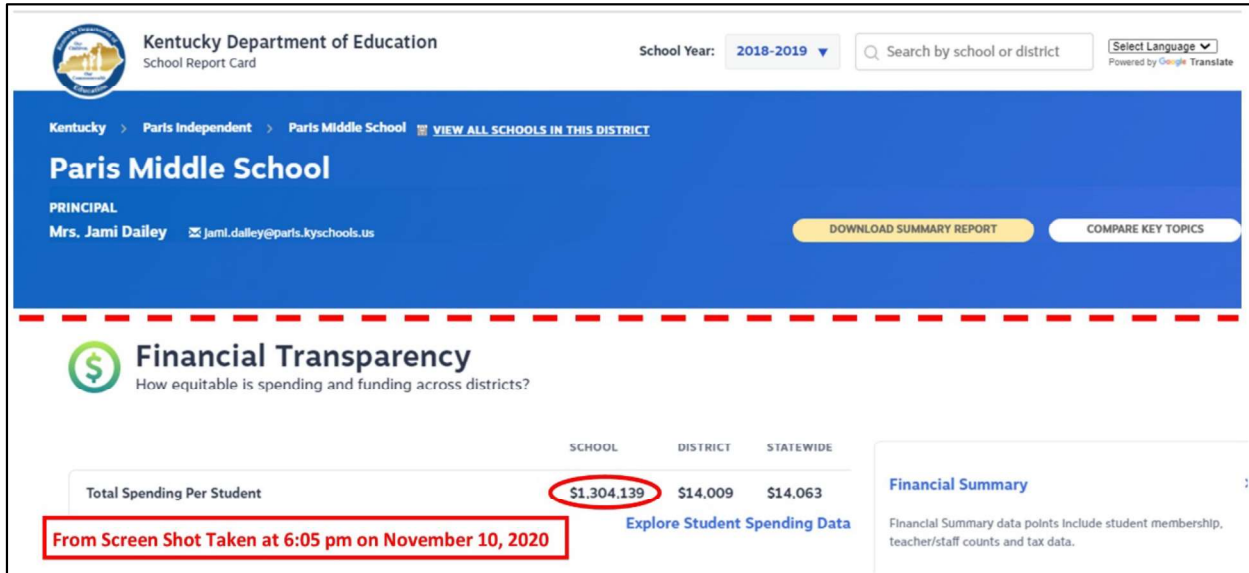 Kentucky Department of Education
School Report Card
School Year: 2018-2019 ▼
Search by school or district
Select Language
Powered by Google Translate
Kentucky > Paris Independent > Paris Middle School VIEW ALL SCHOOLS IN THIS DISTRICT
Paris Middle School
PRINCIPAL
Mrs. Jami Dailey jami.dailey@paris.kyschools.us
DOWNLOAD SUMMARY REPORT
COMPARE KEY TOPICS
$
Financial Transparency
How equitable is spending and funding across districts?
SCHOOL DISTRICT STATEWIDE
Total Spending Per Student $1,304,139 $14,009 $14,063
Explore Student Spending Data
From Screen Shot Taken at 6:05 pm on November 10, 2020
Financial Summary
Financial Summary data points include student membership,
teacher/staff counts and tax data.